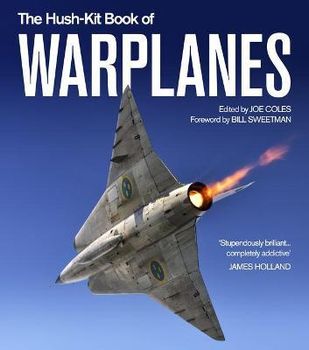 The Hush-Kit Book of
WARPLANES
Edited by JOE COLES
Foreword by BILL SWEETMAN
'Stupendously brilliant...
completely addictive'
JAMES HOLLAND